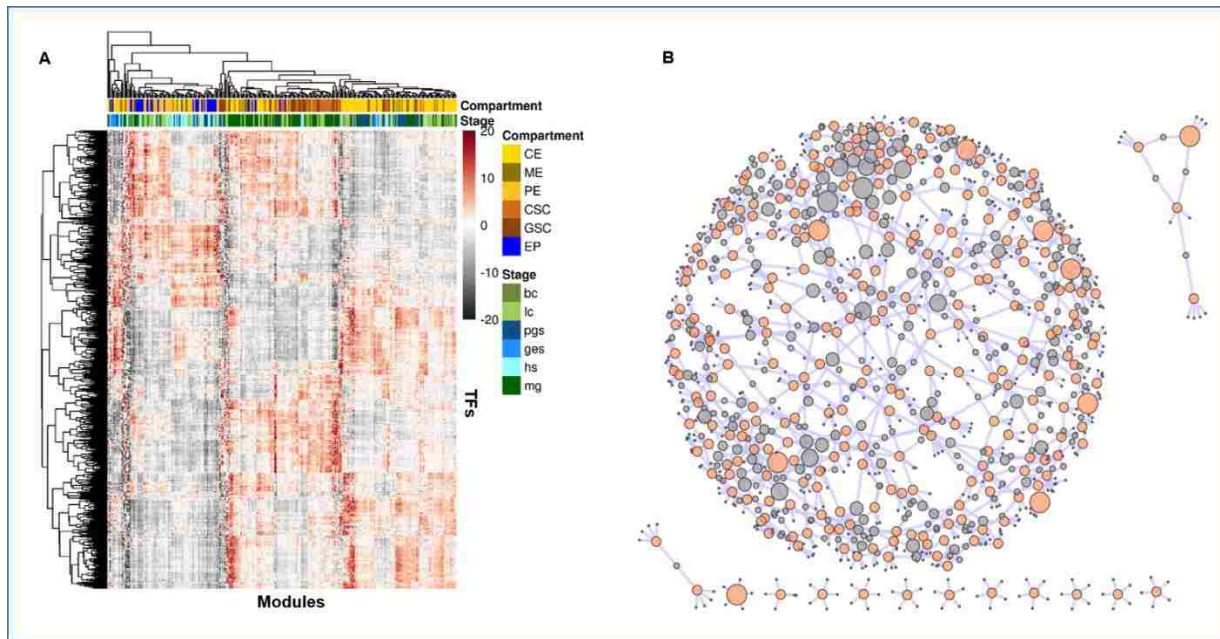 A
B
Compartment
Stage
20
10
0
-10
-20
Compartment
CE
ME
PE
CSC
GSC
EP
Stage
bc
lc
pgs
ges
hs
mg
TFs
Modules